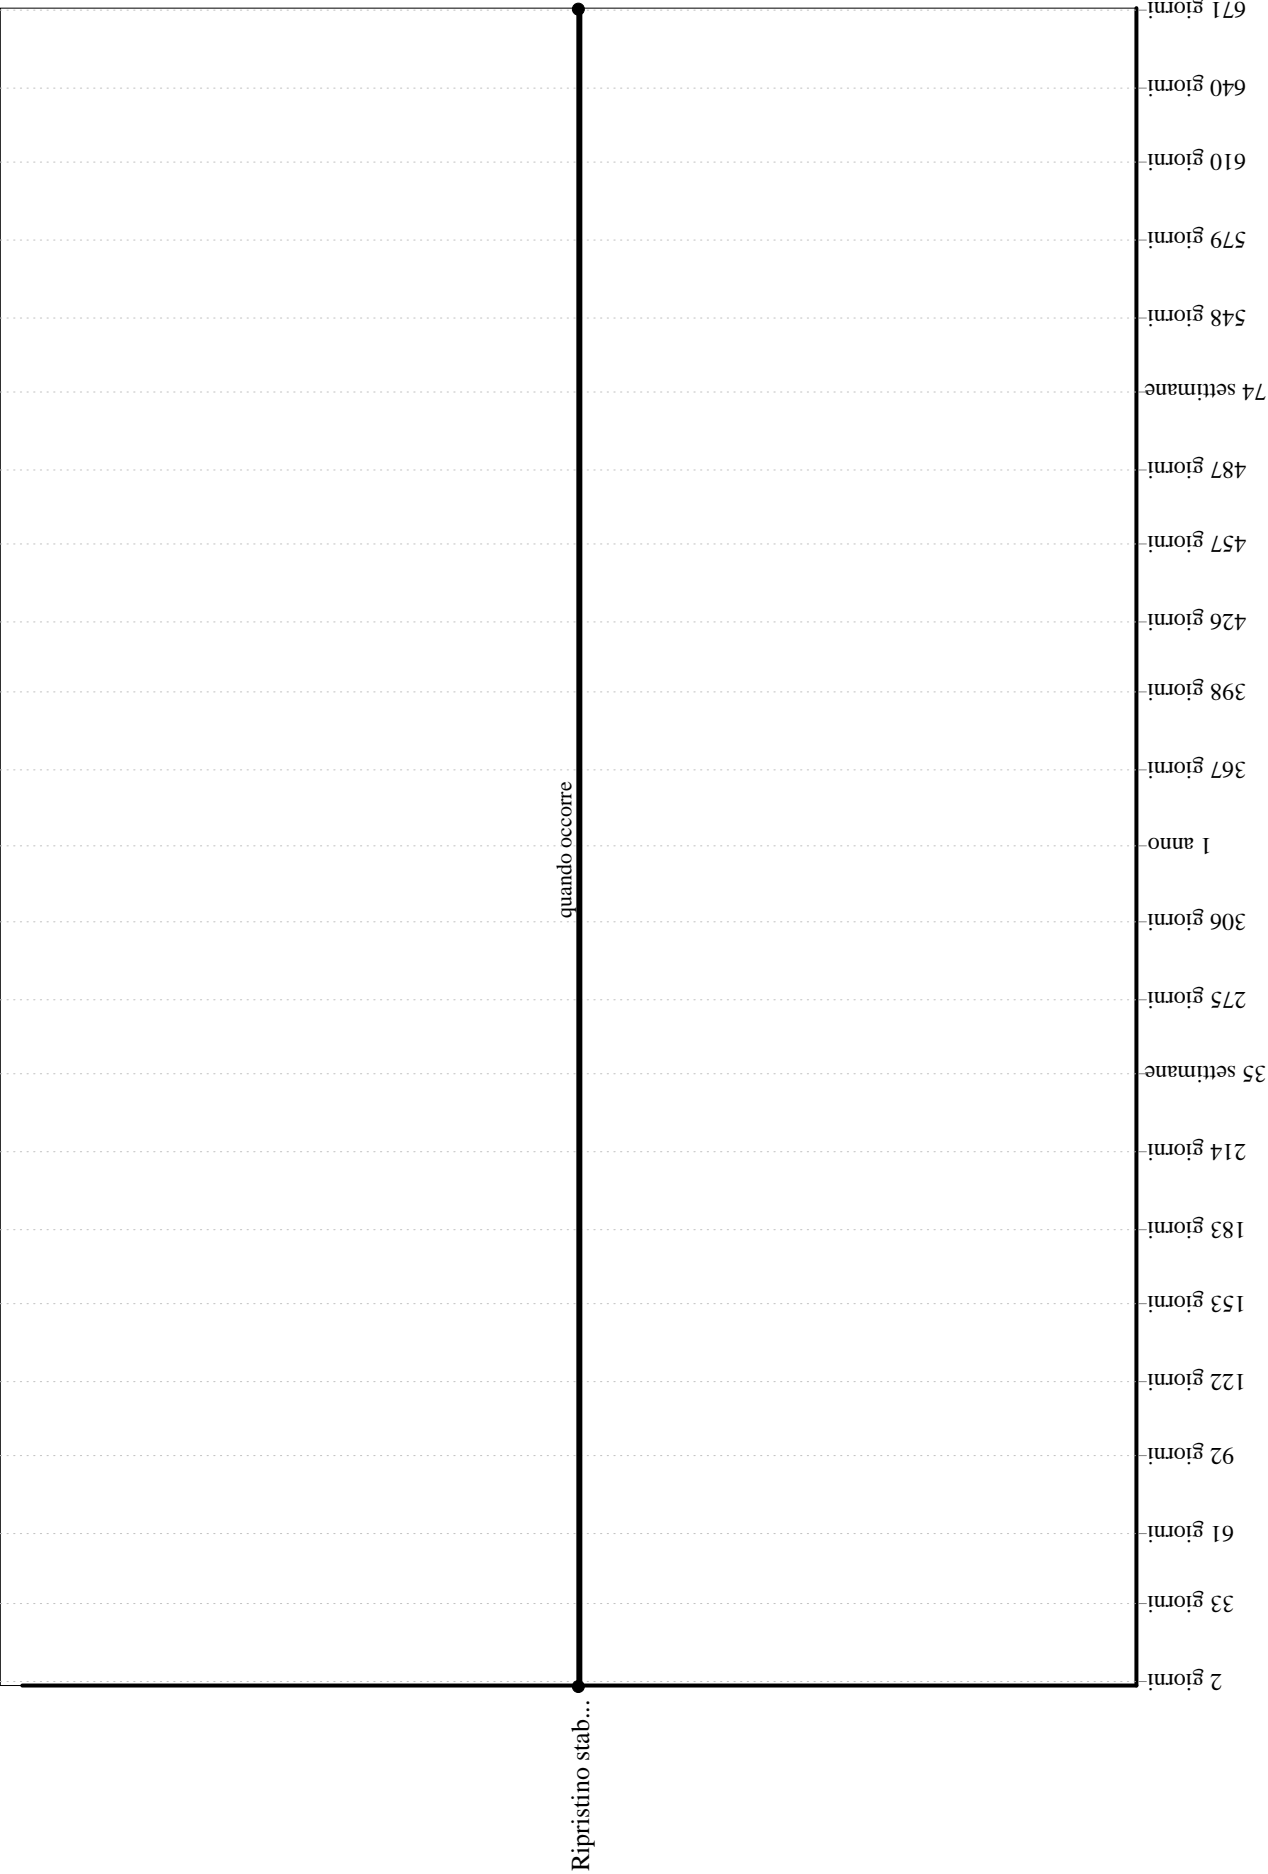 671 giorni
640 giorni
610 giorni
579 giorni
548 giorni
74 settimane
487 giorni
457 giorni
426 giorni
398 giorni
367 giorni
1 anno
306 giorni
275 giorni
35 settimane
214 giorni
183 giorni
153 giorni
122 giorni
92 giorni
61 giorni
33 giorni
2 giorni
quando occorre
Ripristino stab...